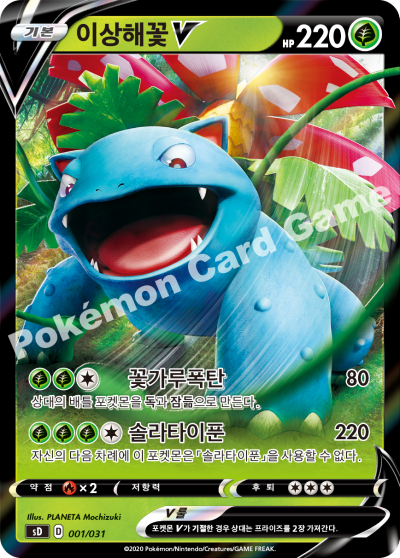 기본 이상해꽃 V HP 220
Pokémon Card Game
꽃가루폭탄 80
상대의 배틀 포켓몬을 독과 잠듦으로 만든다.
솔라타이푼 220
자신의 다음 차례에 이 포켓몬은 「솔라타이푼」을 사용할 수 없다.
약점 ×2 저항력 후퇴
V룰
포켓몬 V가 기절한 경우 상대는 프라이즈를 2장 가져간다.
Illus. PLANETA Mochizuki
sD D 001/031
©2020 Pokémon/Nintendo/Creatures/GAME FREAK.